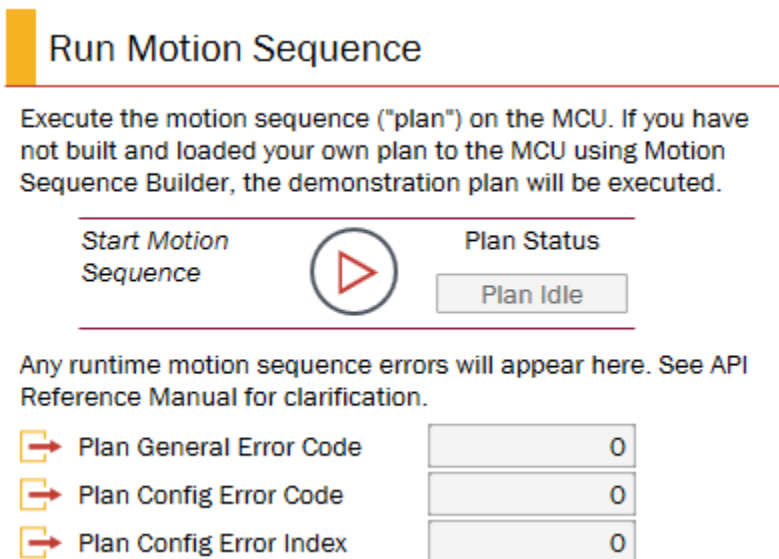 Run Motion Sequence
Execute the motion sequence ("plan") on the MCU. If you have
not built and loaded your own plan to the MCU using Motion
Sequence Builder, the demonstration plan will be executed.
Start Motion
Sequence
Plan Status
Plan Idle
Any runtime motion sequence errors will appear here. See API
Reference Manual for clarification.
Plan General Error Code 0
Plan Config Error Code 0
Plan Config Error Index 0